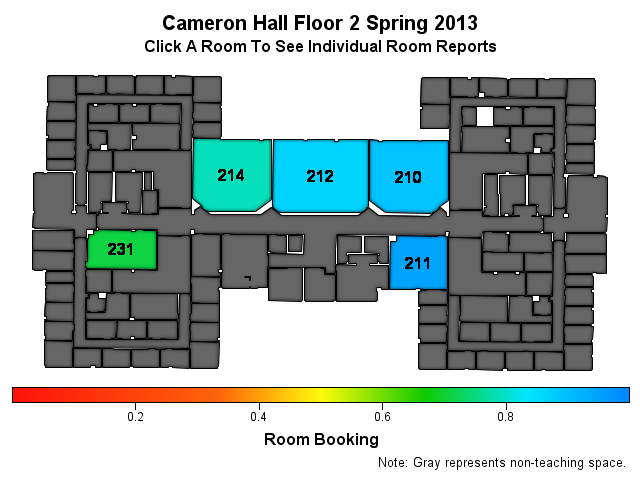 Cameron Hall Floor 2 Spring 2013
Click A Room To See Individual Room Reports
214
212
210
231
211
0.2
0.4
0.6
0.8
Room Booking
Note: Gray represents non-teaching space.